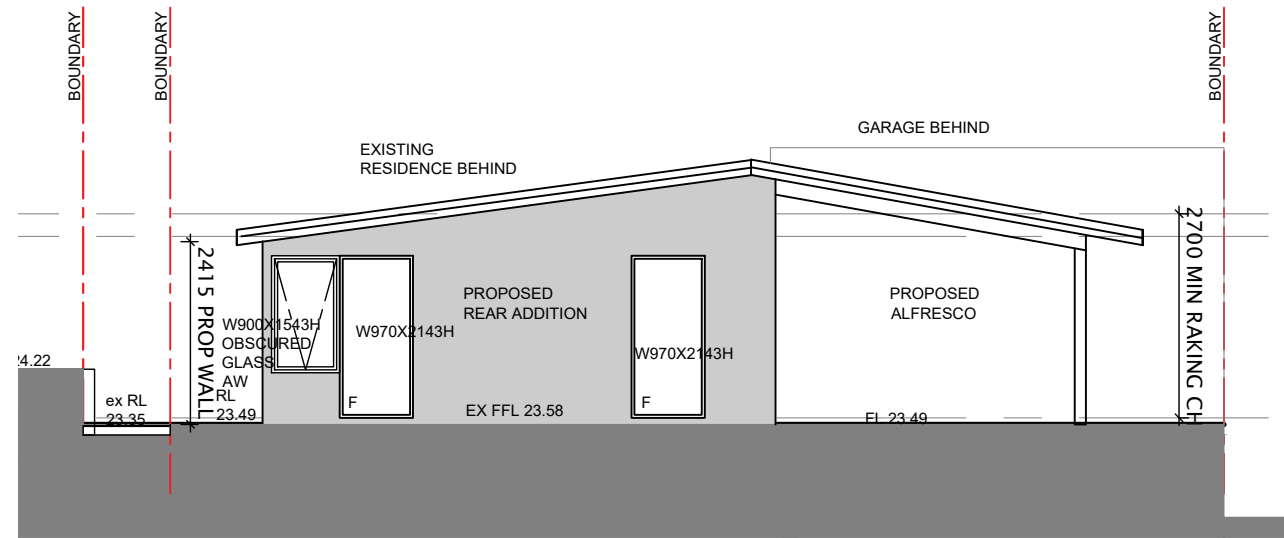 BOUNDARY
BOUNDARY
BOUNDARY
GARAGE BEHIND
EXISTING
RESIDENCE BEHIND
2415 PROP WALL
2700 MIN RAKING CH
PROPOSED
REAR ADDITION
PROPOSED
ALFRESCO
W900X1543H
OBSCURED
GLASS
AW
W970X2143H
W970X2143H
24.22
ex RL
23.35
RL
23.49
F
EX FFL 23.58
F
FL 23.49